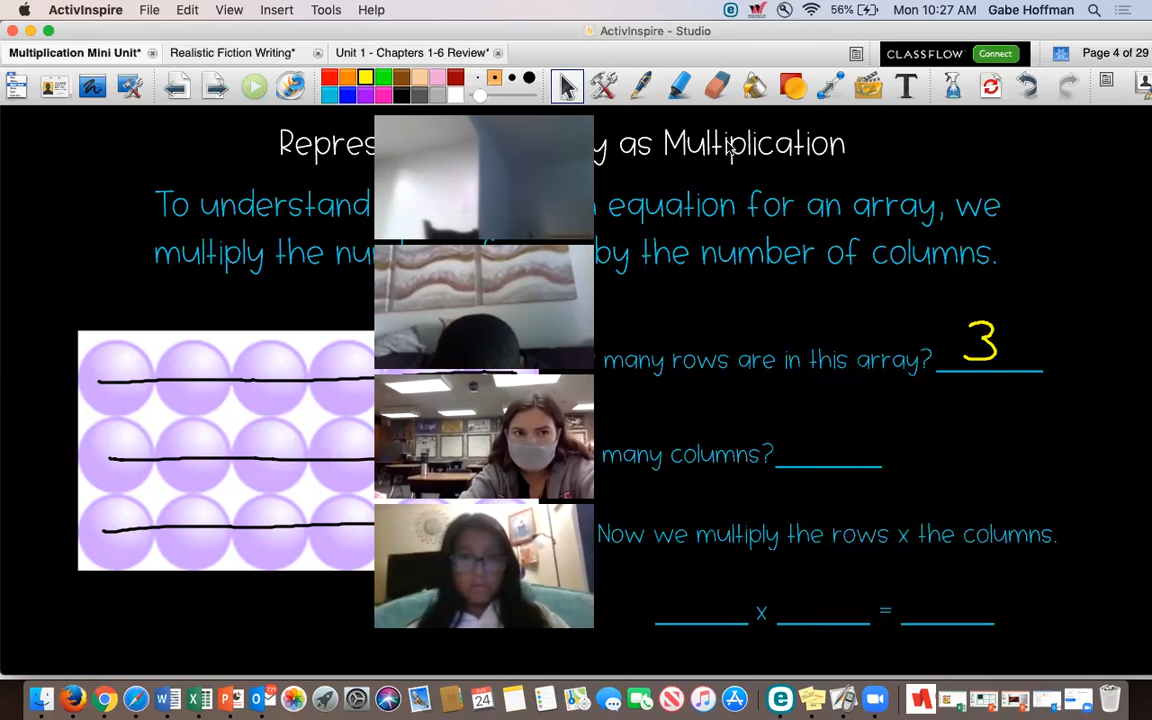 ActivInspire File Edit View Insert Tools Help 56% Mon 10:27 AM Gabe Hoffman
ActivInspire - Studio
Multiplication Mini Unit* Realistic Fiction Writing* Unit 1 - Chapters 1-6 Review* CLASSFLOW Connect Page 4 of 29
Repres y as Multiplication
To understand equation for an array, we
multiply the nu by the number of columns.
many rows are in this array? 3
many columns?
Now we multiply the rows x the columns.
x =